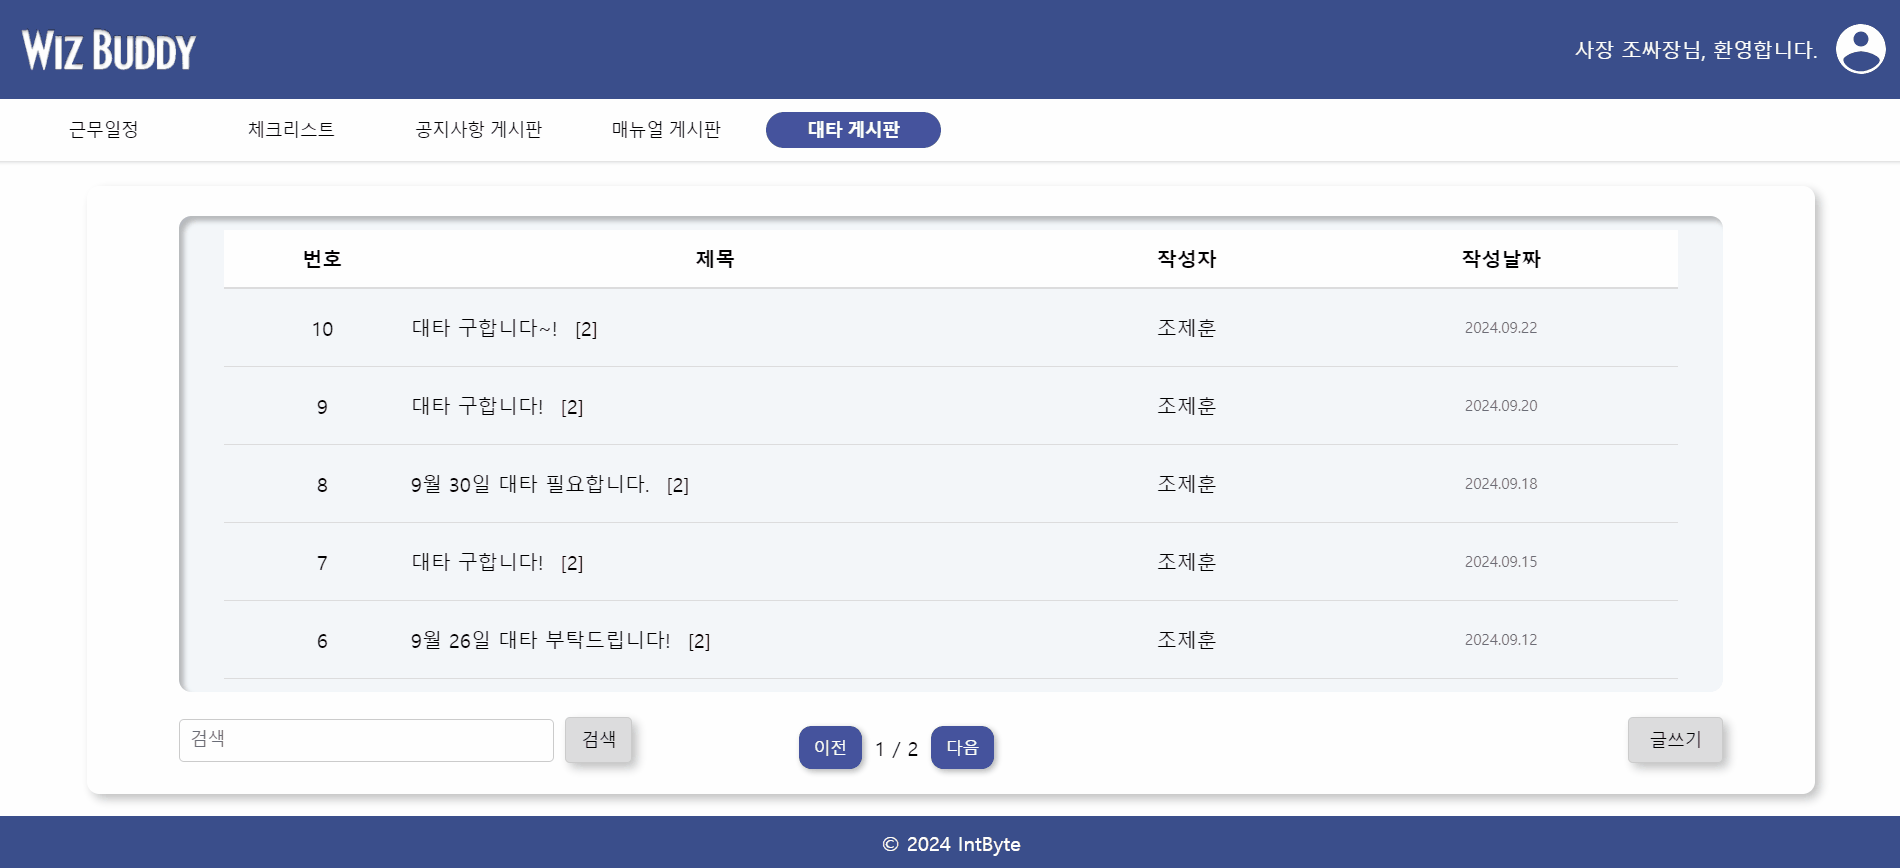 WIZ BUDDY
사장 조싸장님, 환영합니다.
근무일정 체크리스트 공지사항 게시판 매뉴얼 게시판 대타 게시판
번호 제목 작성자 작성날짜
10 대타 구합니다~! [2] 조제훈 2024.09.22
9 대타 구합니다! [2] 조제훈 2024.09.20
8 9월 30일 대타 필요합니다. [2] 조제훈 2024.09.18
7 대타 구합니다! [2] 조제훈 2024.09.15
6 9월 26일 대타 부탁드립니다! [2] 조제훈 2024.09.12
검색 검색 이전 1 / 2 다음 글쓰기
© 2024 IntByte